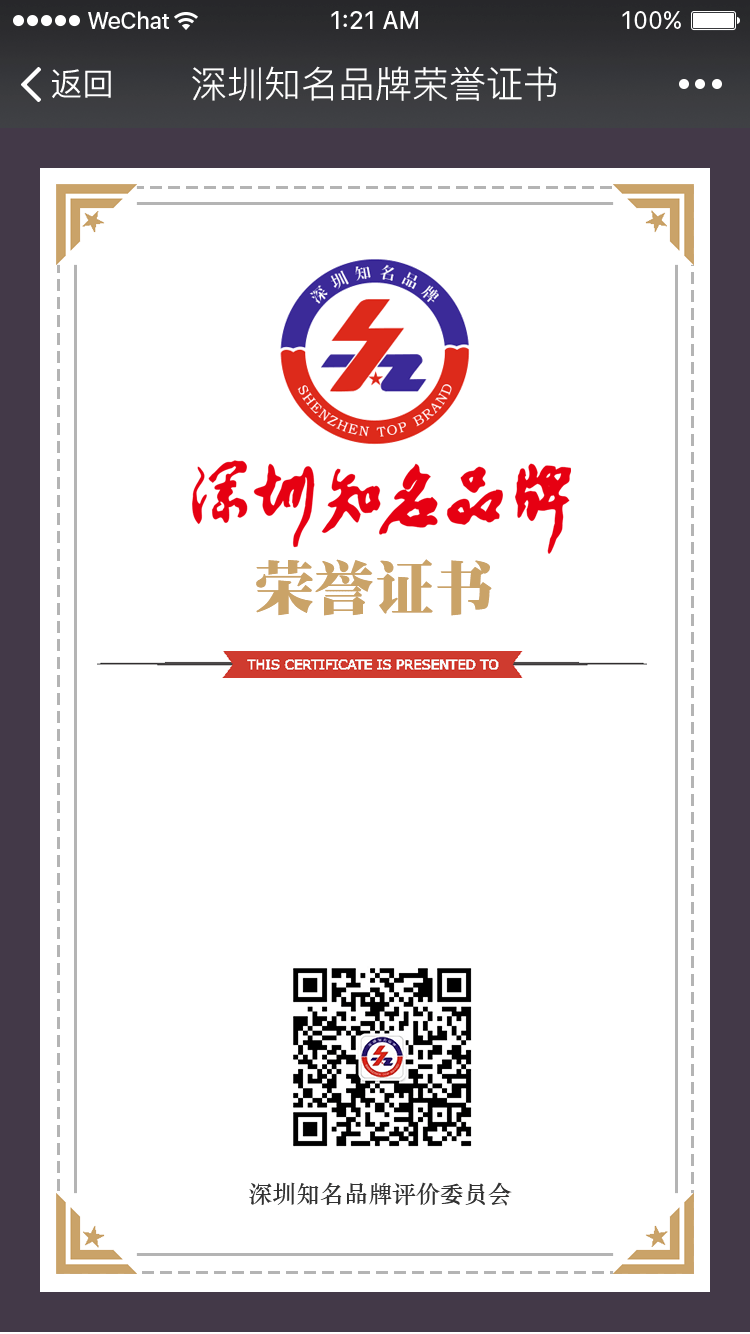 WeChat 1:21 AM 100%
返回 深圳知名品牌荣誉证书
深圳知名品牌
SHENZHEN TOP BRAND
深圳知名品牌
荣誉证书
THIS CERTIFICATE IS PRESENTED TO
深圳知名品牌评价委员会